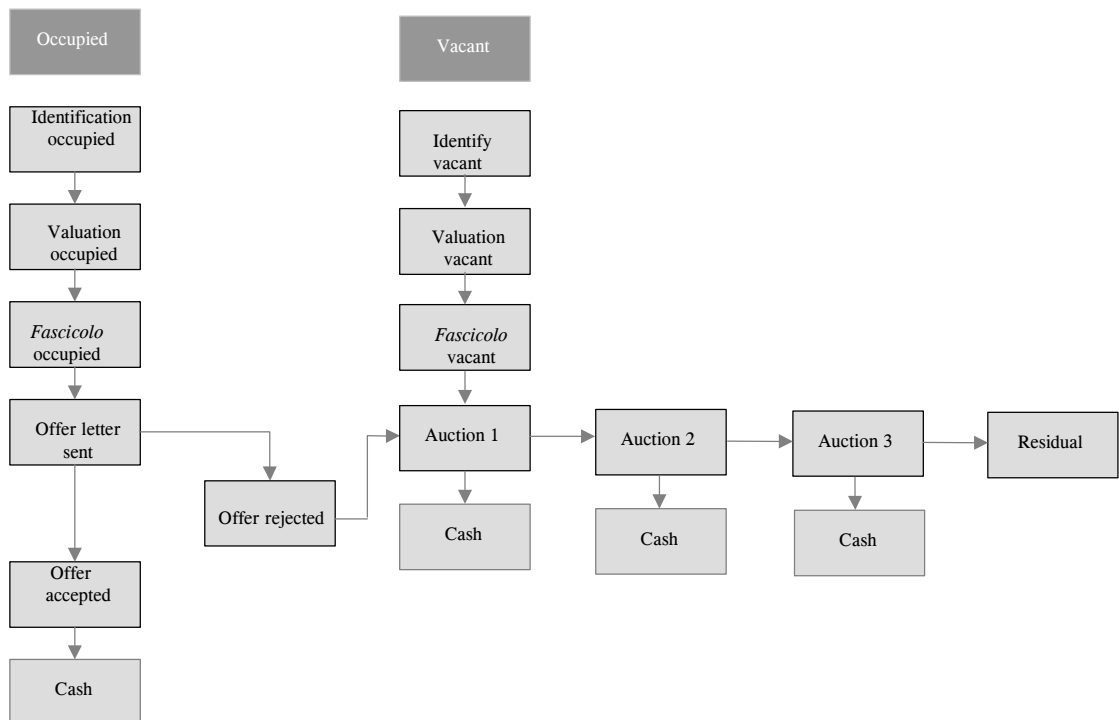 Occupied
Vacant
Identification
occupied
Identify
vacant
Valuation
occupied
Valuation
vacant
Fascicolo
occupied
Fascicolo
vacant
Offer letter
sent
Auction 1
Auction 2
Auction 3
Residual
Offer rejected
Cash
Cash
Cash
Offer
accepted
Cash